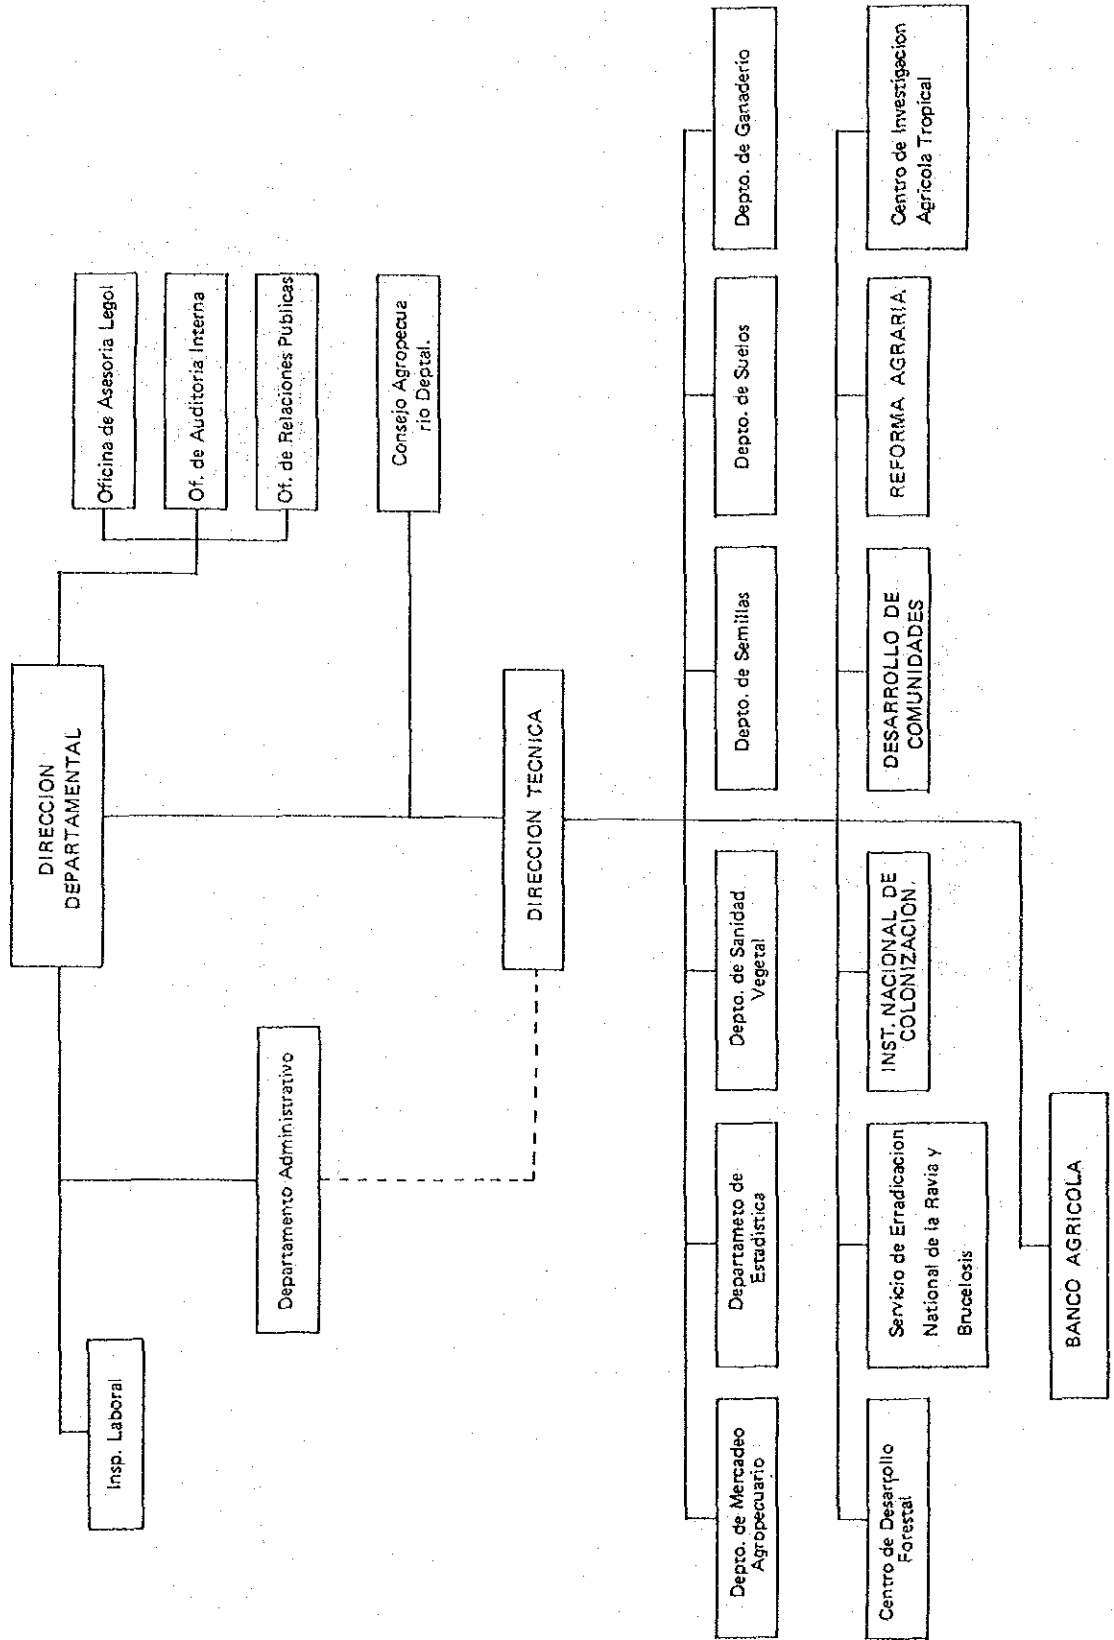 DIRECCION
DEPARTAMENTAL
Insp. Laboral
Oficina de Asesoria Legol
Of. de Auditoria Interna
Of. de Relaciones Publicas
Departamento Administrativo
Consejo Agropecua
rio Deptal.
DIRECCION TECNICA
Depto. de Mercadeo
Agropecuario
Departameto de
Estadistica
Depto. de Sanidad
Vegetal
Depto. de Semillas
Depto. de Suelos
Depto. de Ganaderio
Centro de Desarollo
Forestal
Servicio de Erradicacion
National de la Ravia y
Brucelosis
INST. NACIONAL DE
COLONIZACION.
DESARROLLO DE
COMUNIDADES
REFORMA AGRARIA
Centro de Investigacion
Agricola Tropical
BANCO AGRICOLA